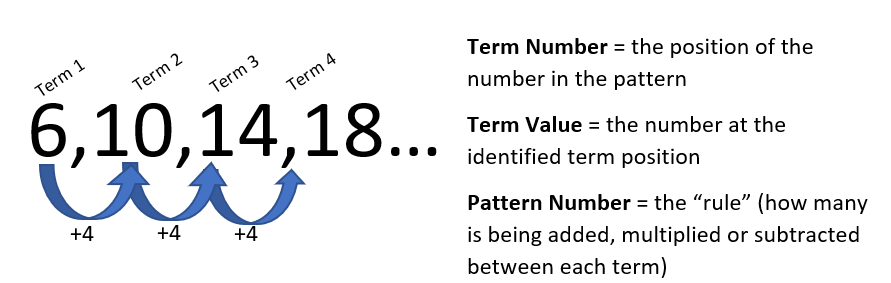 Term 1
Term 2
Term 3
Term 4
6,10,14,18...
+4
+4
+4
Term Number = the position of the
number in the pattern
Term Value = the number at the
identified term position
Pattern Number = the “rule” (how many
is being added, multiplied or subtracted
between each term)